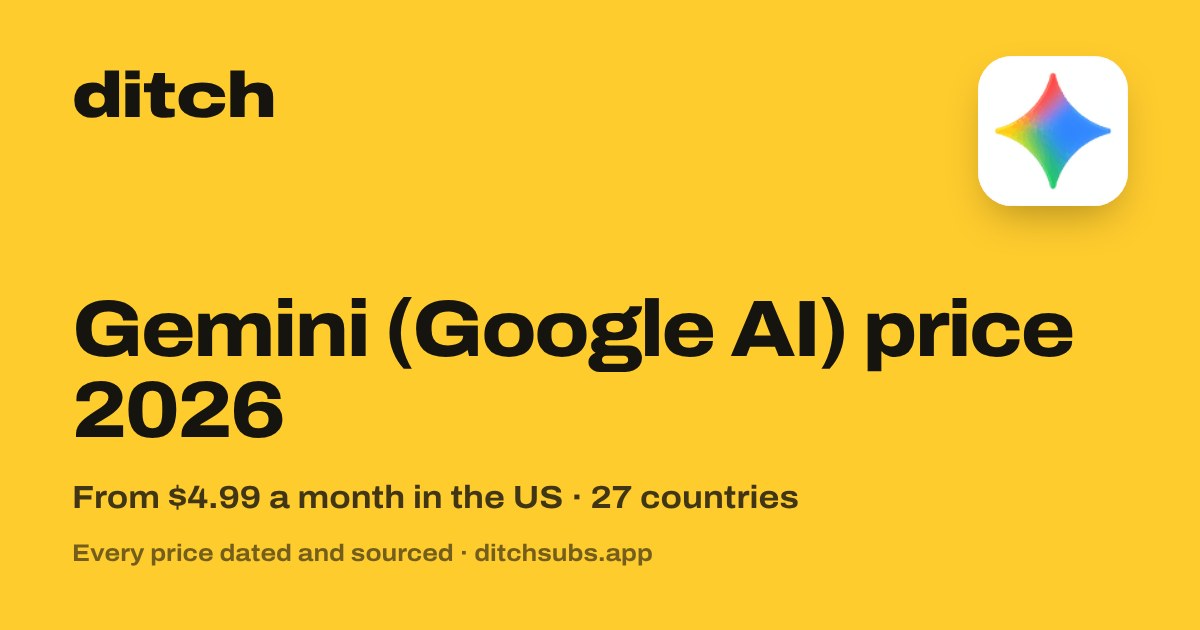 ditch
Gemini (Google AI) price
2026
From $4.99 a month in the US · 27 countries
Every price dated and sourced · ditchsubs.app